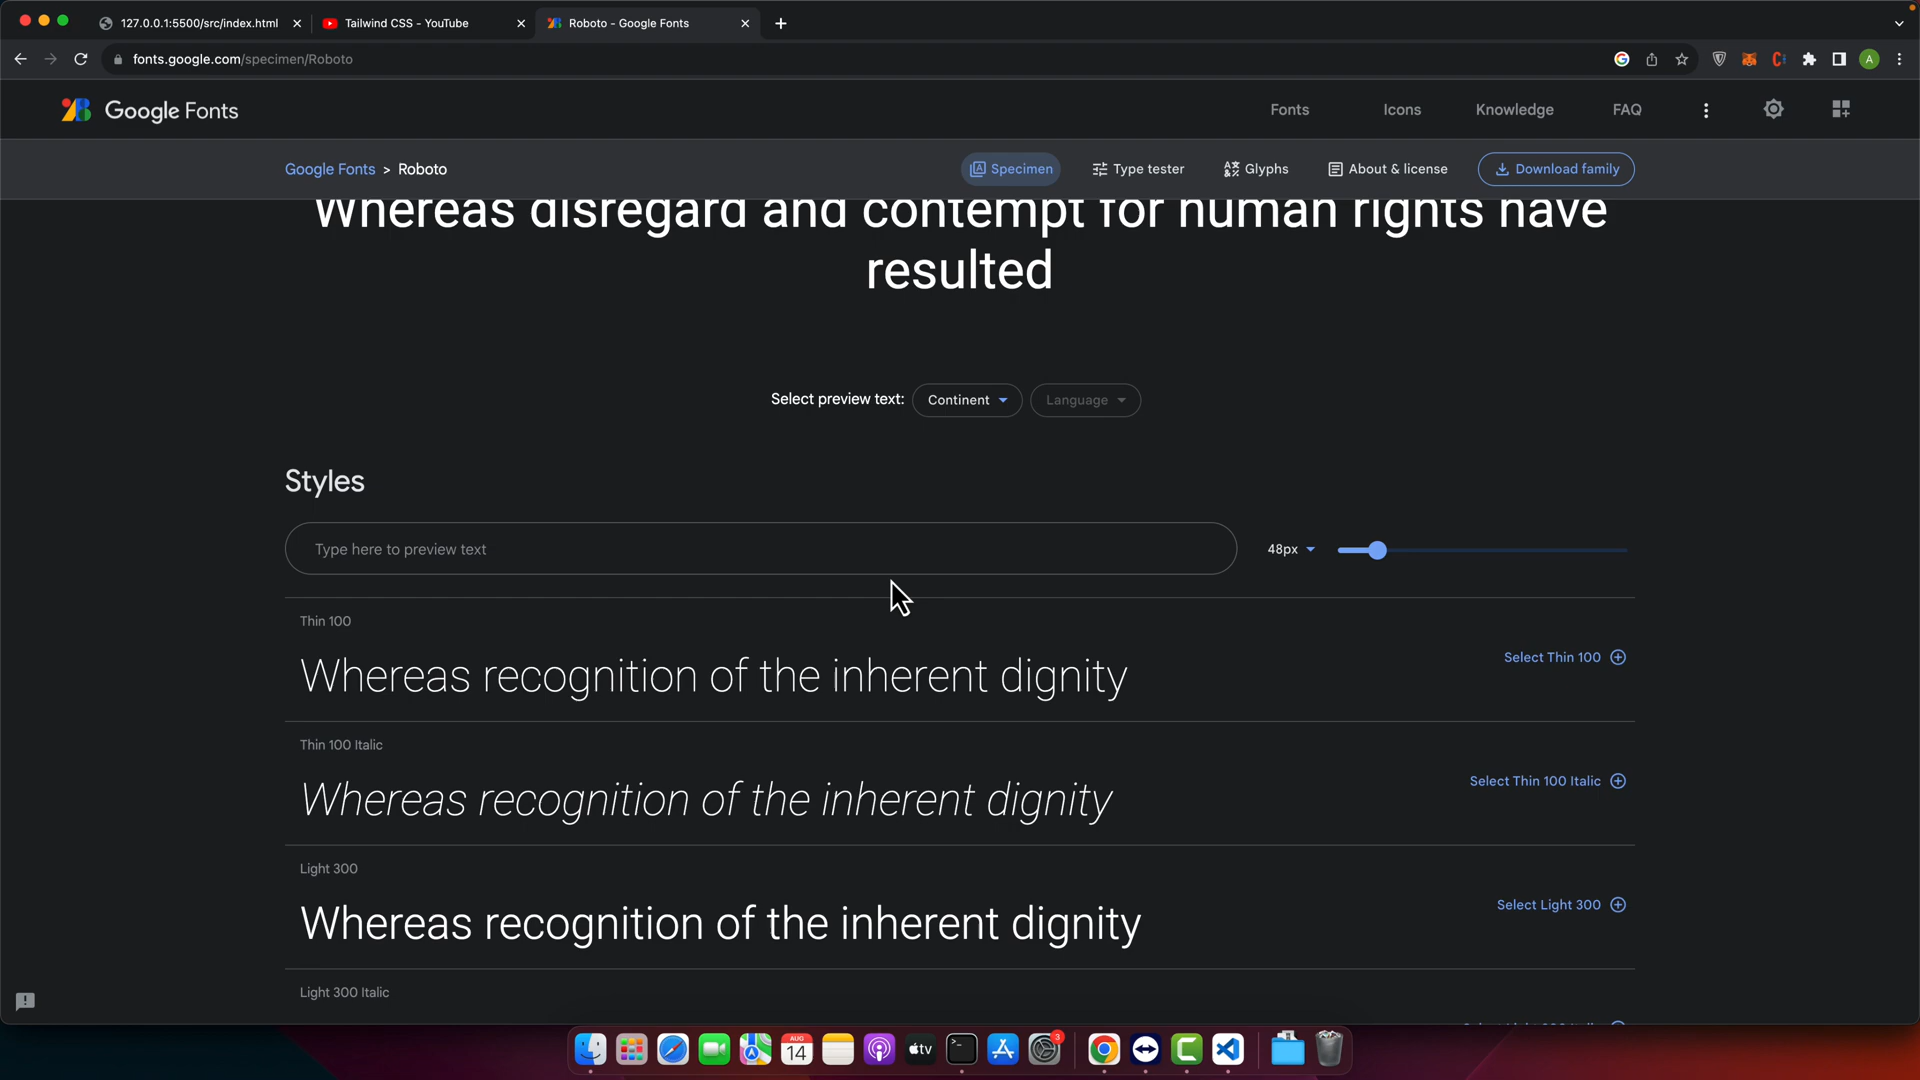 127.0.0.1:5500/src/index.html
Tailwind CSS - YouTube
Roboto - Google Fonts
fonts.google.com/specimen/Roboto
A
Google Fonts
Fonts
Icons
Knowledge
FAQ
Google Fonts > Roboto
Specimen
Type tester
Glyphs
About & license
Download family
Whereas disregard and contempt for human rights have
resulted
Select preview text:
Continent
Language
Styles
Type here to preview text
48px
Thin 100
Whereas recognition of the inherent dignity
Select Thin 100
Thin 100 Italic
Whereas recognition of the inherent dignity
Select Thin 100 Italic
Light 300
Whereas recognition of the inherent dignity
Select Light 300
Light 300 Italic
AUG
14
tv
3